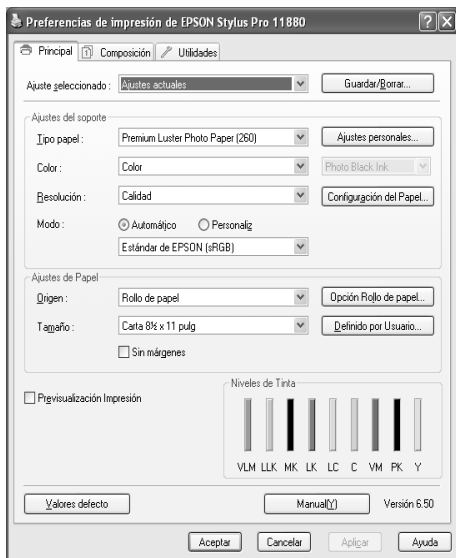 Preferencias de impresión de EPSON Stylus Pro 11880
Principal Composición Utilidades
Ajuste seleccionado : Ajustes actuales Guardar/Borrar...
Ajustes del soporte
Tipo papel : Premium Luster Photo Paper (260) Ajustes personales...
Color : Color Photo Black Ink
Resolución : Calidad Configuración del Papel...
Modo : Automático Personaliz
Estándar de EPSON (sRGB)
Ajustes de Papel
Origen : Rollo de papel Opción Rollo de papel...
Tamaño : Carta 8½ x 11 pulg Definido por Usuario...
Sin márgenes
Previsualización Impresión
Niveles de Tinta
VLM LLK MK LK LC C VM PK Y
Valores defecto Manual(Y) Versión 6.50
Aceptar Cancelar Aplicar Ayuda